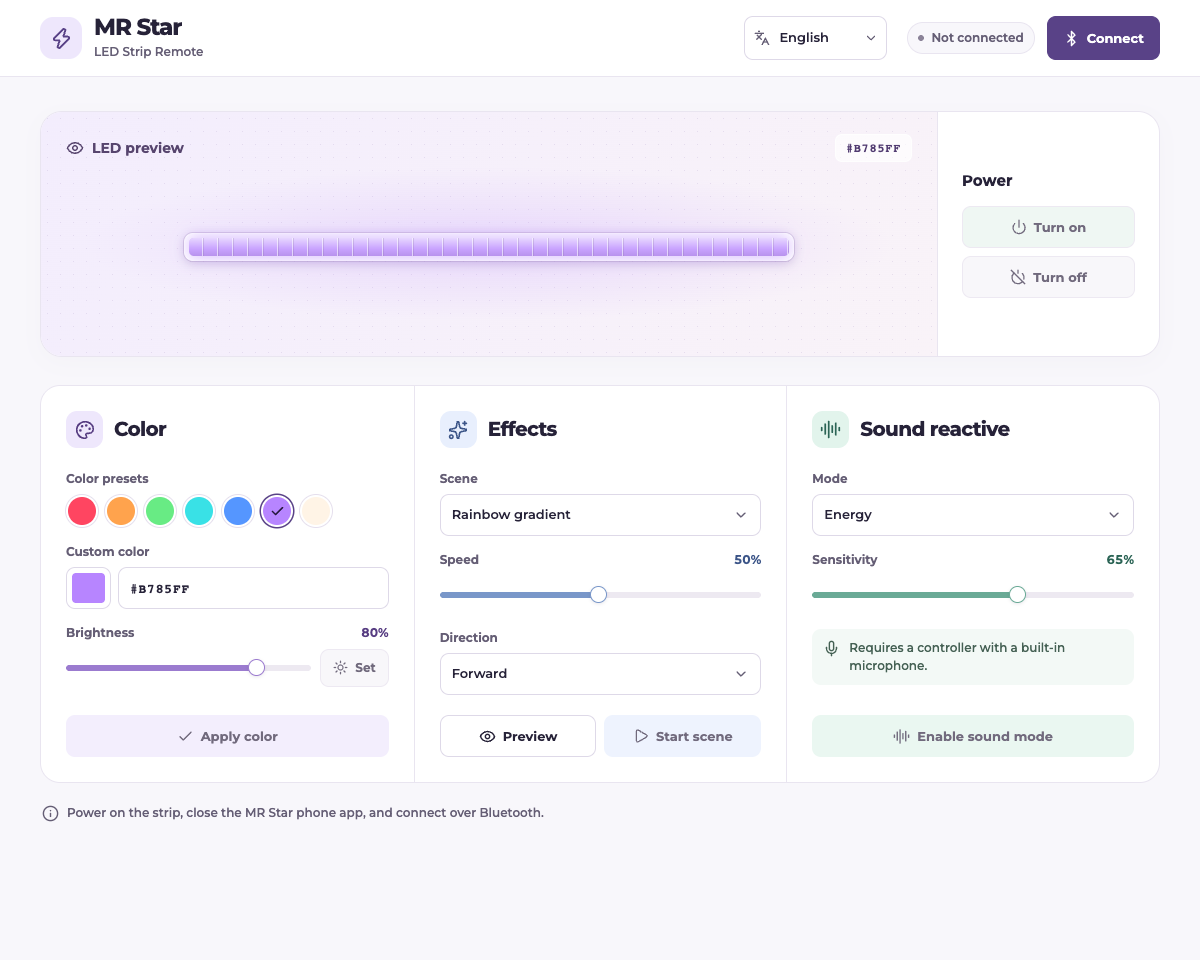 MR Star
LED Strip Remote
English
Not connected
Connect
LED preview
#B785FF
Power
Turn on
Turn off
Color
Color presets
Custom color
#B785FF
Brightness
80%
Set
Apply color
Effects
Scene
Rainbow gradient
Speed
50%
Direction
Forward
Preview
Start scene
Sound reactive
Mode
Energy
Sensitivity
65%
Requires a controller with a built-in
microphone.
Enable sound mode
Power on the strip, close the MR Star phone app, and connect over Bluetooth.